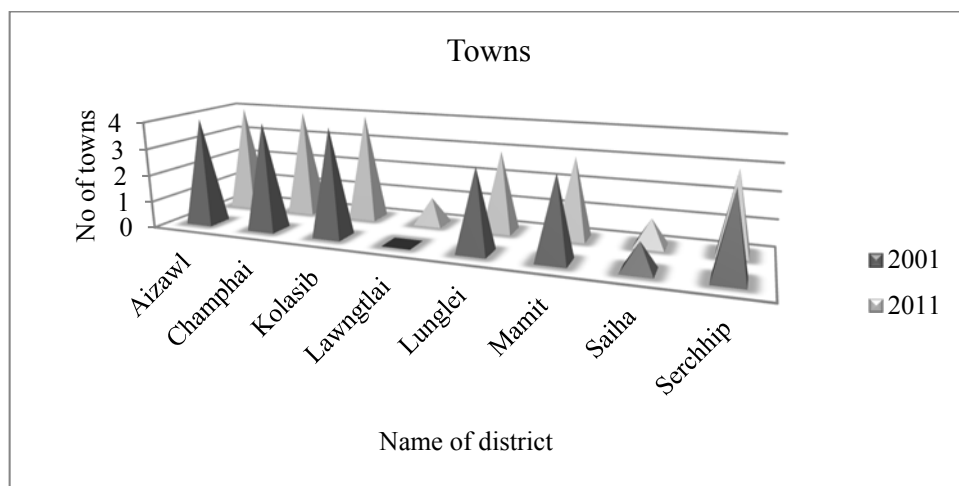 Towns
No of towns
4
3
2
1
0
Aizawl
Champhai
Kolasib
Lawngtlai
Lunglei
Mamit
Saiha
Serchhip
2001
2011
Name of district